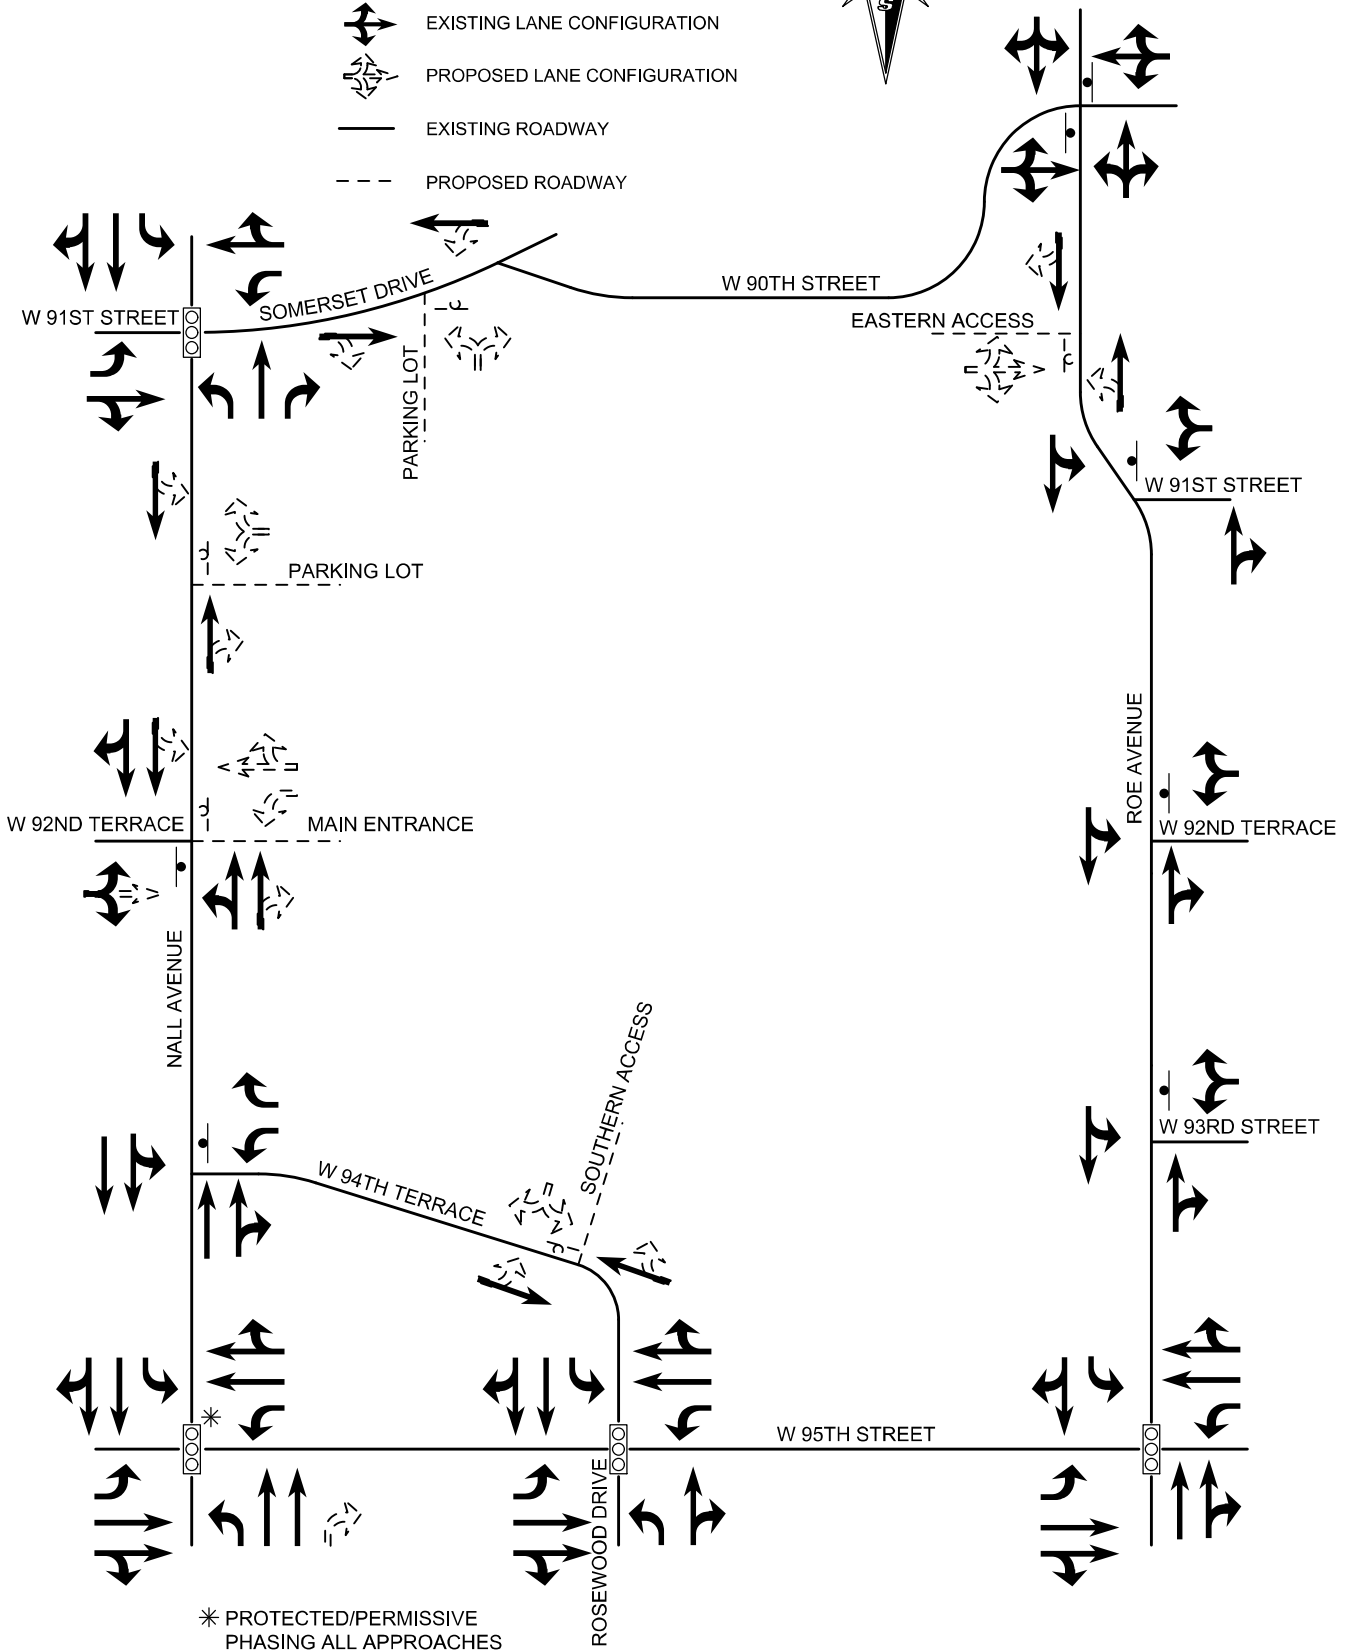 S
EXISTING LANE CONFIGURATION
PROPOSED LANE CONFIGURATION
EXISTING ROADWAY
PROPOSED ROADWAY
W 91ST STREET
SOMERSET DRIVE
W 90TH STREET
EASTERN ACCESS
PARKING LOT
W 91ST STREET
PARKING LOT
ROE AVENUE
W 92ND TERRACE
MAIN ENTRANCE
W 92ND TERRACE
NALL AVENUE
SOUTHERN ACCESS
W 93RD STREET
W 94TH TERRACE
W 95TH STREET
ROSEWOOD DRIVE
✳ PROTECTED/PERMISSIVE
PHASING ALL APPROACHES